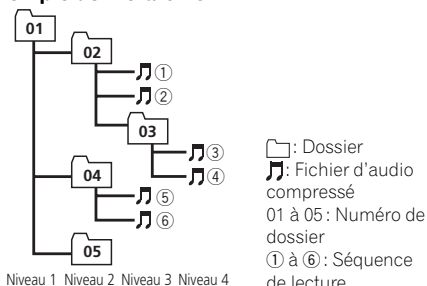 01
02
①
②
03
③
④
04
⑤
⑥
05
Niveau 1 Niveau 2 Niveau 3 Niveau 4
: Dossier
: Fichier d'audio
compressé
01 à 05 : Numéro de
dossier
① à ⑥ : Séquence
de lecture